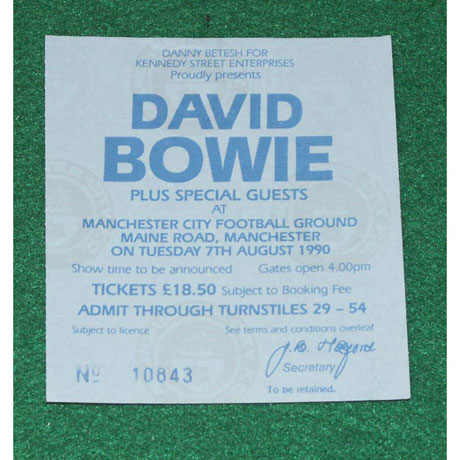 DANNY BETESH FOR
KENNEDY STREET ENTERPRISES
Proudly presents
DAVID
BOWIE
PLUS SPECIAL GUESTS
AT
MANCHESTER CITY FOOTBALL GROUND
MAINE ROAD, MANCHESTER
ON TUESDAY 7TH AUGUST 1990
Show time to be announced Gates open 4.00pm
TICKETS £18.50 Subject to Booking Fee
ADMIT THROUGH TURNSTILES 29 – 54
Subject to licence See terms and conditions overleaf
J.B.
Secretary
Nº 10843
To be retained.